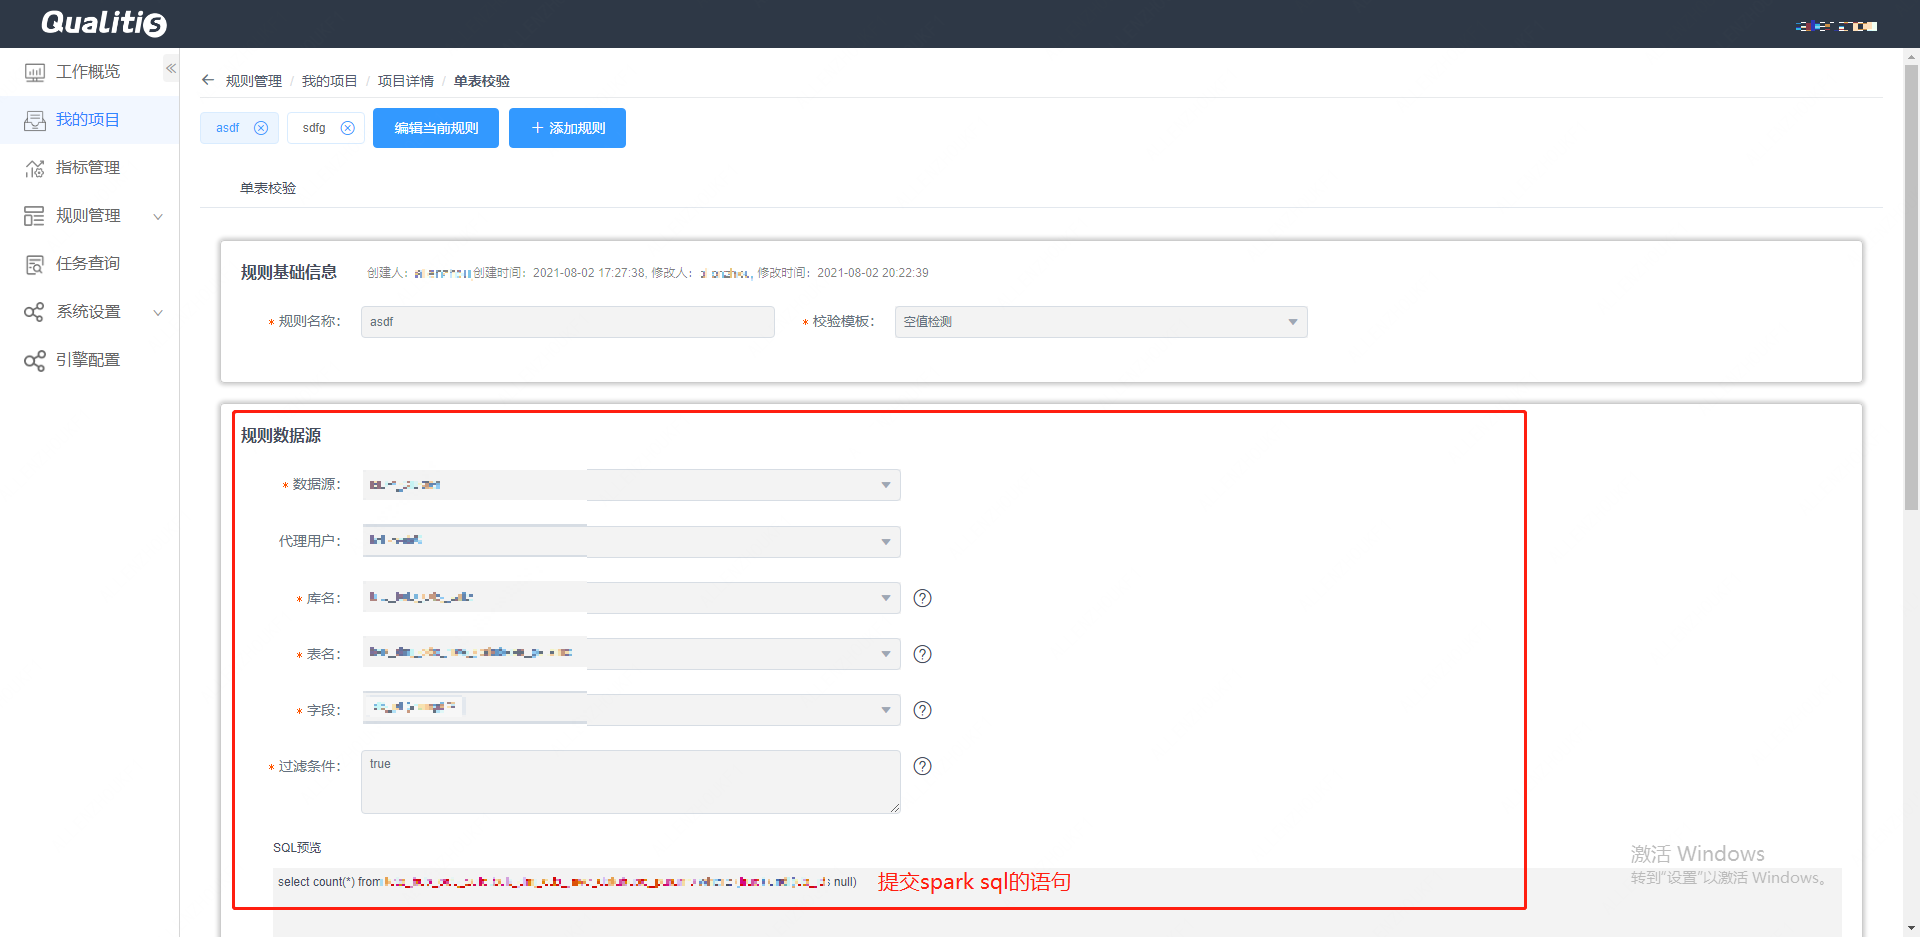 Qualitis
工作概览
我的项目
指标管理
规则管理
任务查询
系统设置
引擎配置
规则管理 / 我的项目 / 项目详情 / 单表校验
asdf
sdfg
编辑当前规则
+ 添加规则
单表校验
规则基础信息
创建人：
创建时间：2021-08-02 17:27:38, 修改人：
, 修改时间：2021-08-02 20:22:39
* 规则名称：
asdf
* 校验模板：
空值检测
规则数据源
* 数据源：
代理用户：
* 库名：
* 表名：
* 字段：
* 过滤条件：
true
SQL预览
select count(*) from
s null)
提交spark sql的语句
激活 Windows
转到"设置"以激活 Windows。